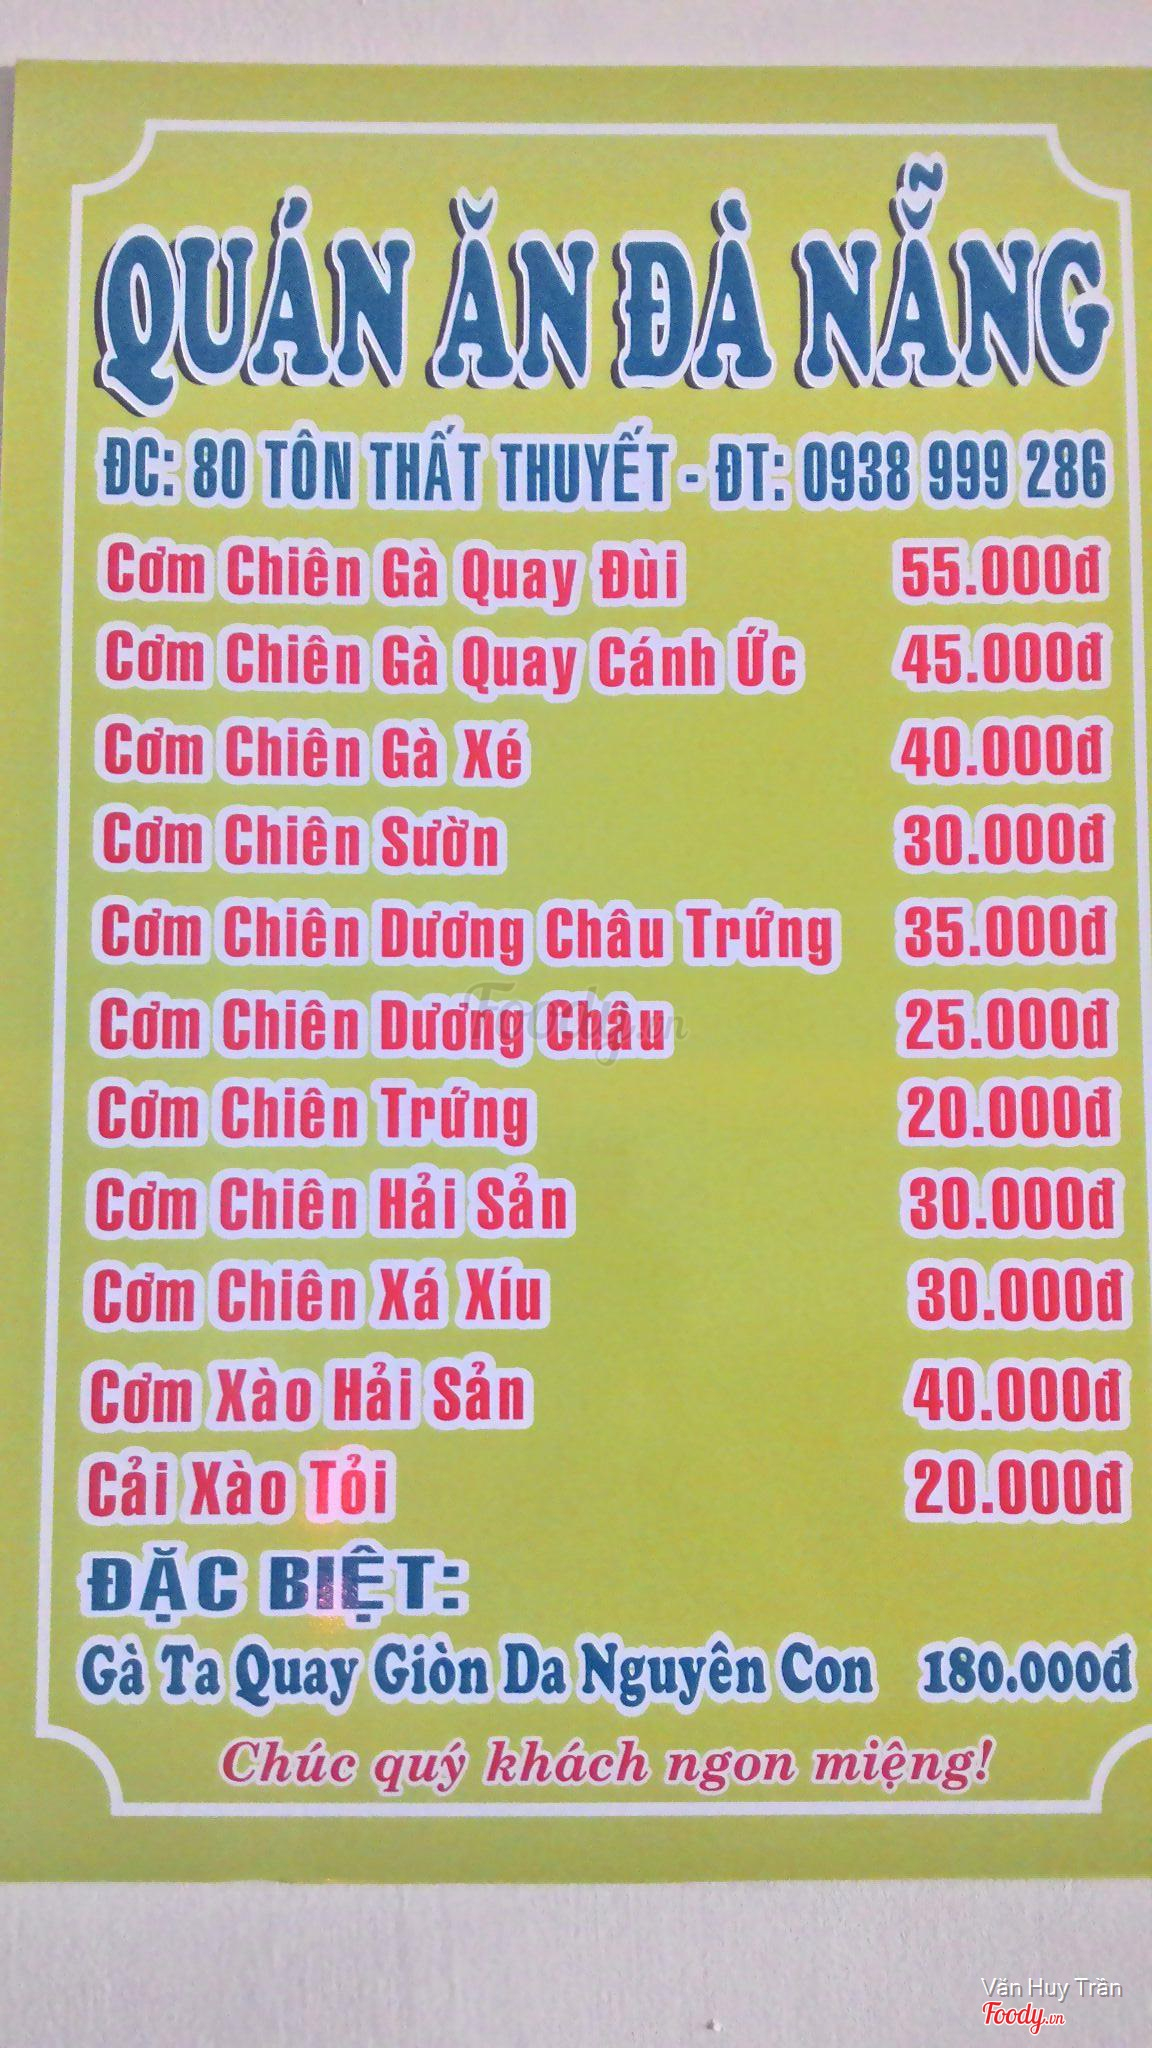 QUÁN ĂN ĐÀ NẴNG
ĐC: 80 TÔN THẤT THUYẾT - ĐT: 0938 999 286
Cơm Chiên Gà Quay Đùi 55.000đ
Cơm Chiên Gà Quay Cánh Ức 45.000đ
Cơm Chiên Gà Xé 40.000đ
Cơm Chiên Sườn 30.000đ
Cơm Chiên Dương Châu Trứng 35.000đ
Cơm Chiên Dương Châu 25.000đ
Foody.vn
Cơm Chiên Trứng 20.000đ
Cơm Chiên Hải Sản 30.000đ
Cơm Chiên Xá Xíu 30.000đ
Cơm Xào Hải Sản 40.000đ
Cải Xào Tỏi 20.000đ
ĐẶC BIỆT:
Gà Ta Quay Giòn Da Nguyên Con 180.000đ
Chúc quý khách ngon miệng!
Văn Huy Trần
Foody.vn